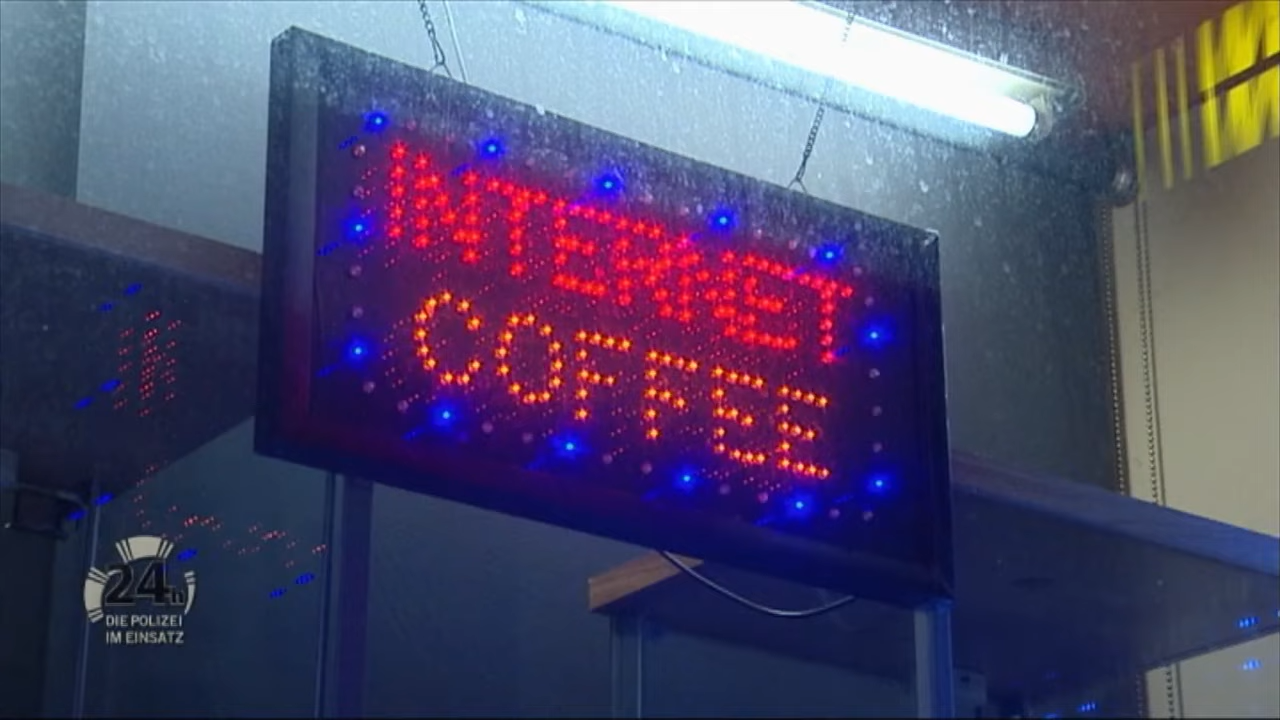 INTERNET
COFFEE
24h
DIE POLIZEI
IM EINSATZ